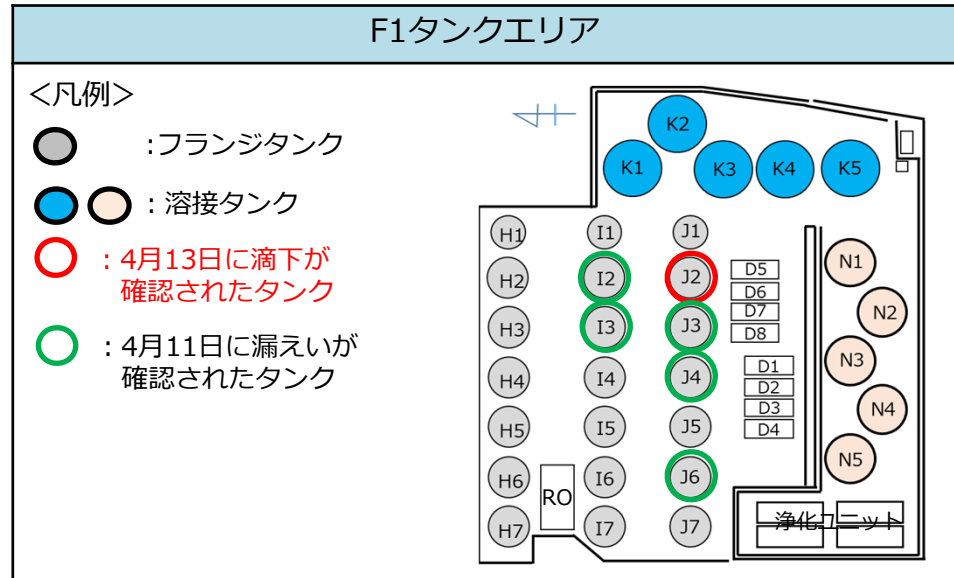 F1タンクエリア
<凡例>
:フランジタンク
:溶接タンク
:4月13日に滴下が
確認されたタンク
:4月11日に漏えいが
確認されたタンク
K2
K1
K3
K4
K5
H1
I1
J1
H2
I2
J2
H3
I3
J3
H4
I4
J4
H5
I5
J5
H6
I6
J6
H7
I7
J7
RO
D5
D6
D7
D8
D1
D2
D3
D4
N1
N2
N3
N4
N5
浄化ユニット